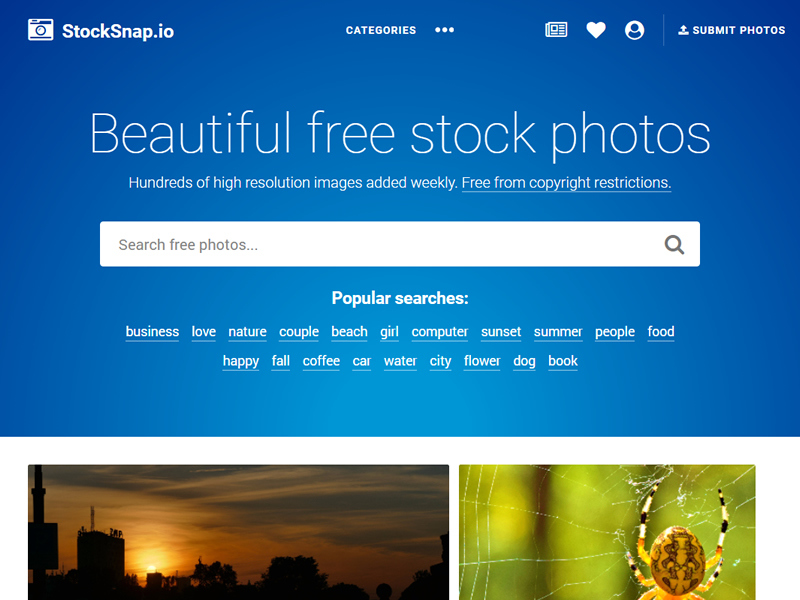 StockSnap.io
CATEGORIES
SUBMIT PHOTOS
Beautiful free stock photos
Hundreds of high resolution images added weekly. Free from copyright restrictions.
Search free photos...
Popular searches:
business love nature couple beach girl computer sunset summer people food
happy fall coffee car water city flower dog book